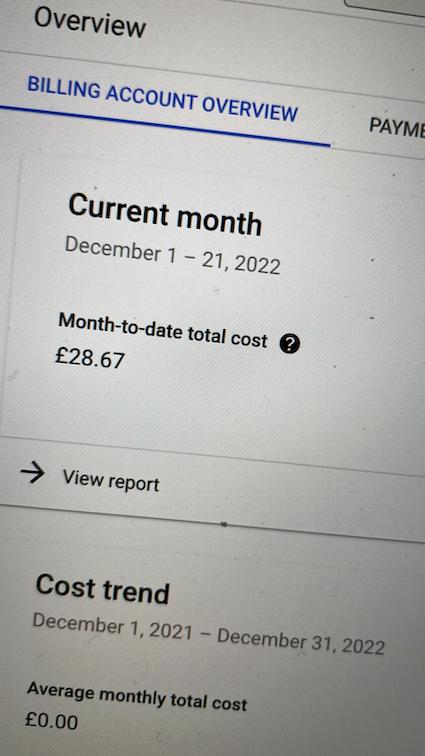 Overview
BILLING ACCOUNT OVERVIEW
Current month
December 1 – 21, 2022
Month-to-date total cost ?
£28.67
→ View report
Cost trend
December 1, 2021 – December 31, 2022
Average monthly total cost
£0.00